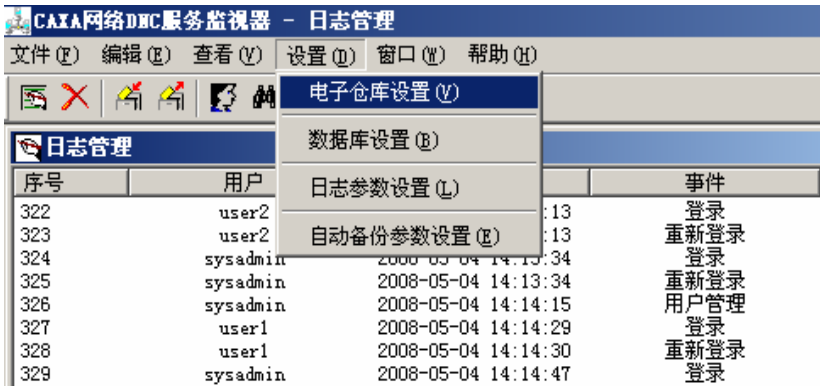 CAXA网络DNC服务监视器 - 日志管理
文件(F) 编辑(E) 查看(V) 设置(D) 窗口(W) 帮助(H)
电子仓库设置(V)
数据库设置(B)
日志参数设置(L)
自动备份参数设置(E)
日志管理
序号 用户 事件
322 user2 :13 登录
323 user2 :13 重新登录
324 sysadmin 2008-05-04 14:13:34 登录
325 sysadmin 2008-05-04 14:13:34 重新登录
326 sysadmin 2008-05-04 14:14:15 用户管理
327 user1 2008-05-04 14:14:29 登录
328 user1 2008-05-04 14:14:30 重新登录
329 sysadmin 2008-05-04 14:14:47 登录